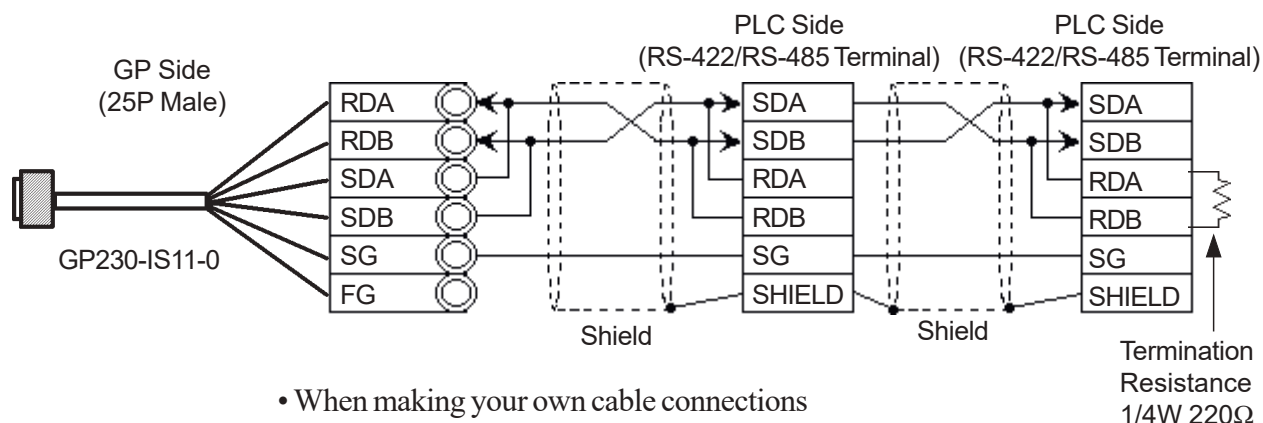 PLC Side
(RS-422/RS-485 Terminal)
PLC Side
(RS-422/RS-485 Terminal)
GP Side
(25P Male)
GP230-IS11-0
RDA
RDB
SDA
SDB
SG
FG
Shield
SDA
SDB
RDA
RDB
SG
SHIELD
Shield
SDA
SDB
RDA
RDB
SG
SHIELD
Termination
Resistance
1/4W 220Ω
• When making your own cable connections